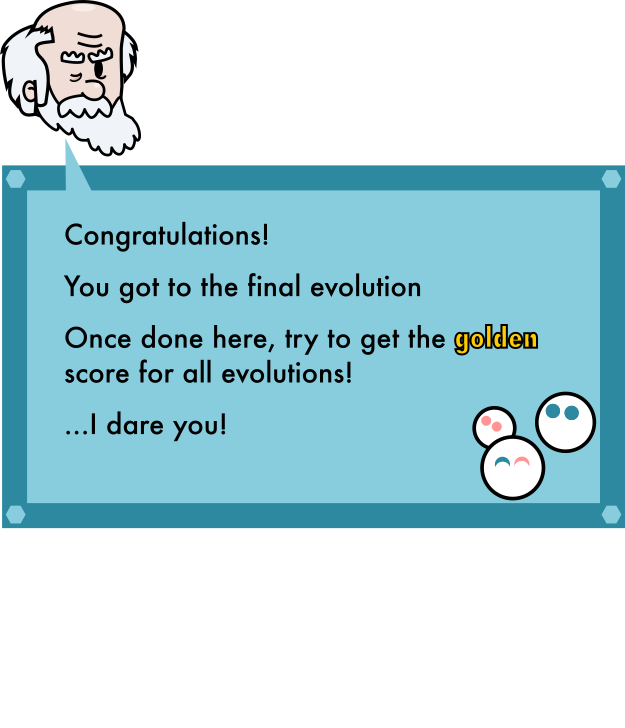 Congratulations!
You got to the final evolution
Once done here, try to get the golden
score for all evolutions!
...I dare you!